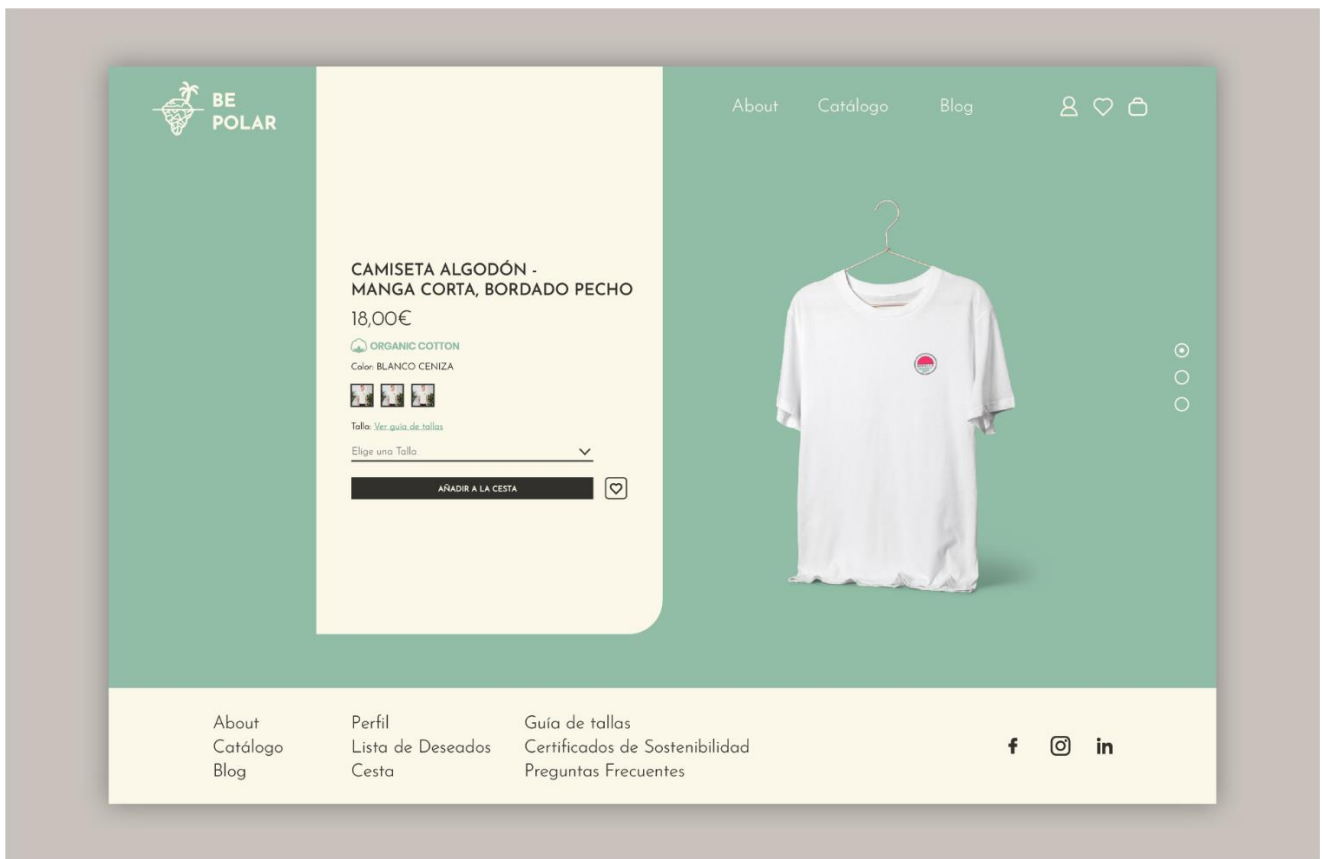 BE
POLAR
About
Catálogo
Blog
CAMISETA ALGODÓN -
MANGA CORTA, BORDADO PECHO
18,00€
ORGANIC COTTON
Color: BLANCO CENIZA
Talla: Ver guía de tallas
Elige una Talla
AÑADIR A LA CESTA
About
Catálogo
Blog
Perfil
Lista de Deseados
Cesta
Guía de tallas
Certificados de Sostenibilidad
Preguntas Frecuentes
f
in